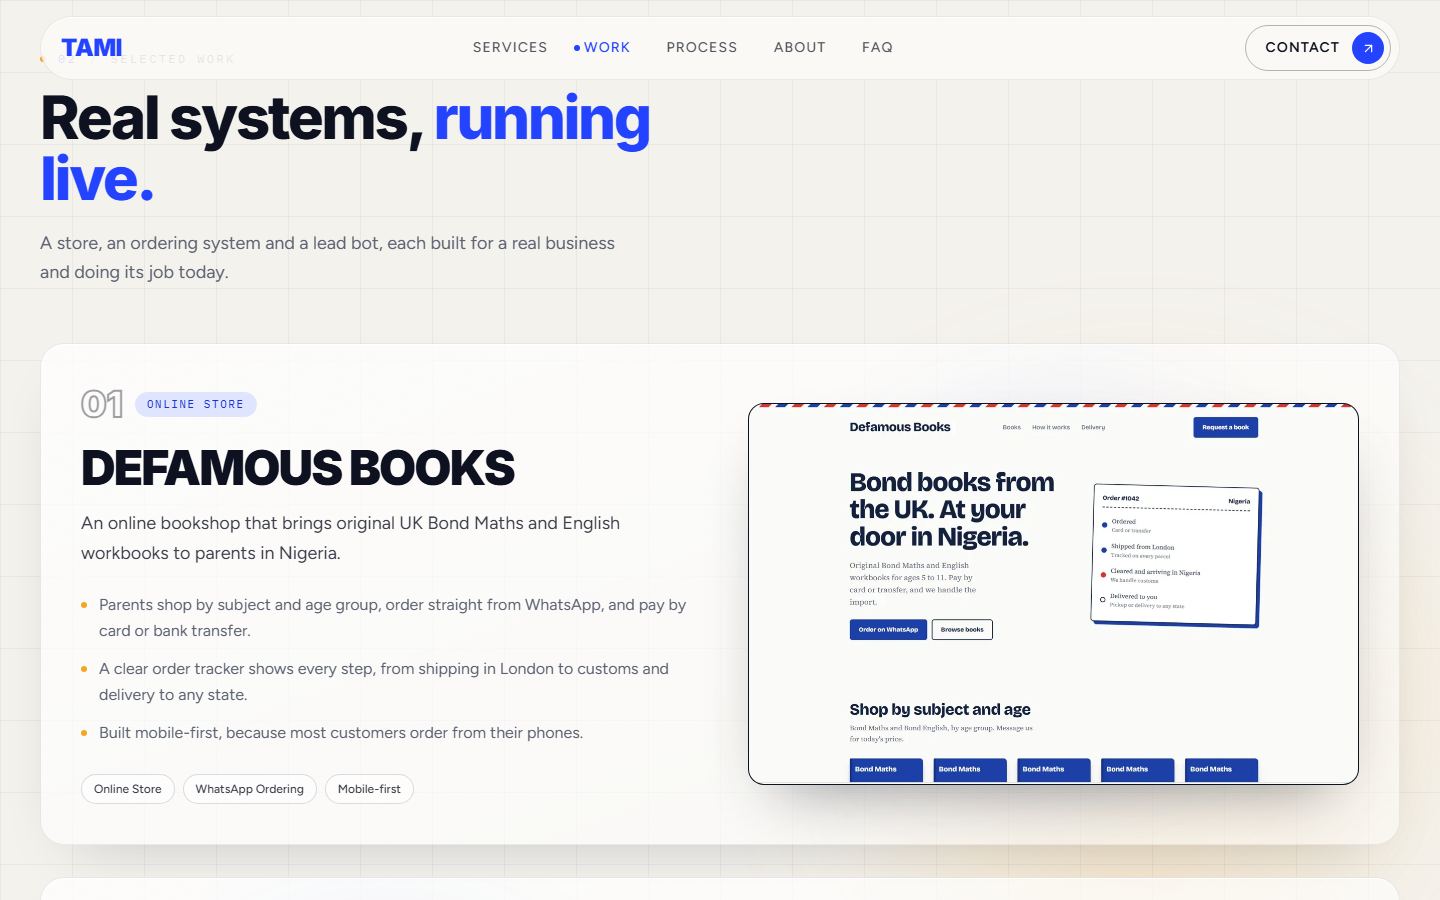 TAMI
SERVICES
WORK
PROCESS
ABOUT
FAQ
CONTACT
02
SELECTED WORK
Real systems, running
live.
A store, an ordering system and a lead bot, each built for a real business
and doing its job today.
01
ONLINE STORE
DEFAMOUS BOOKS
An online bookshop that brings original UK Bond Maths and English
workbooks to parents in Nigeria.
Parents shop by subject and age group, order straight from WhatsApp, and pay by
card or bank transfer.
A clear order tracker shows every step, from shipping in London to customs and
delivery to any state.
Built mobile-first, because most customers order from their phones.
Online Store
WhatsApp Ordering
Mobile-first
Defamous Books
Books
How it works
Delivery
Request a book
Bond books from
the UK. At your
door in Nigeria.
Original Bond Maths and English
workbooks for ages 5 to 11. Pay by
card or transfer, and we handle the
import.
Order on WhatsApp
Browse books
Order #1042
Nigeria
Ordered
Card or transfer
Shipped from London
Tracked on every parcel
Cleared and arriving in Nigeria
We handle customs
Delivered to you
Pickup or delivery to any state
Shop by subject and age
Bond Maths and Bond English, by age group. Message us
for today's price.
Bond Maths
Bond Maths
Bond Maths
Bond Maths
Bond Maths